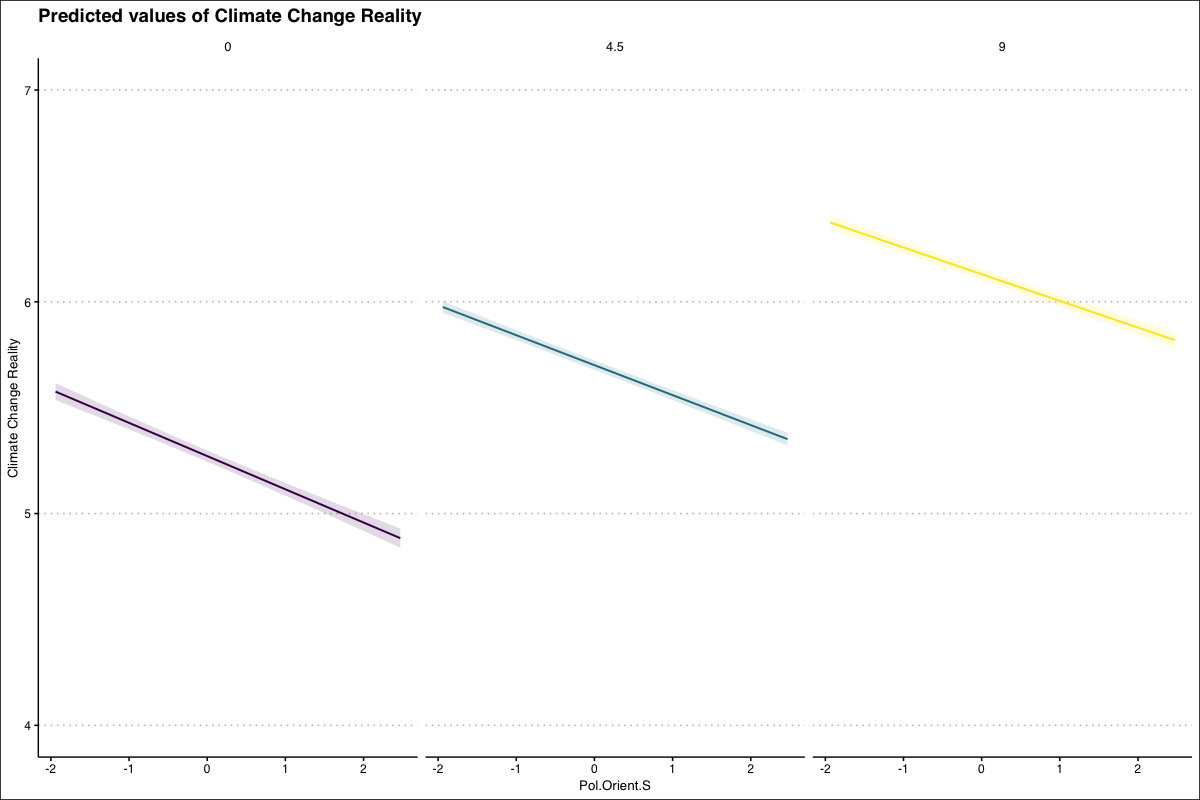 Predicted values of Climate Change Reality
0 4.5 9
7
6
5
4
Climate Change Reality
-2 -1 0 1 2 -2 -1 0 1 2 -2 -1 0 1 2
Pol.Orient.S